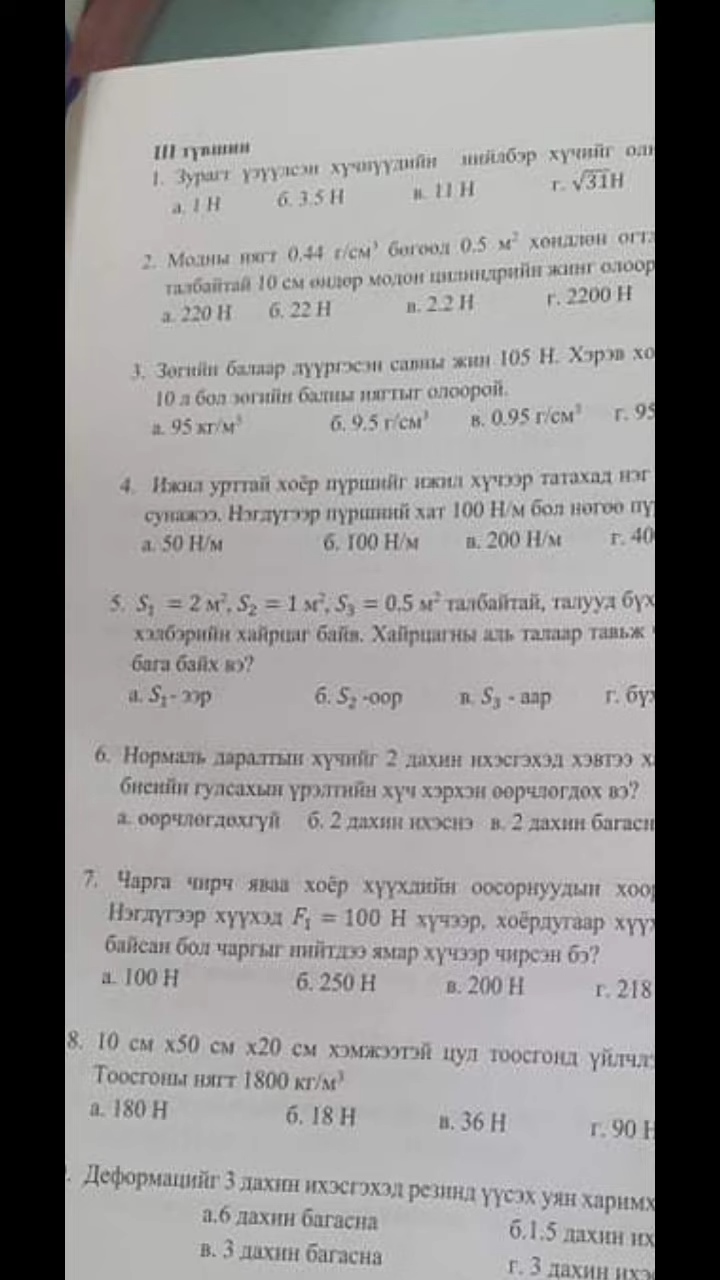 III түвшин
1. Зурагт үзүүлсэн хүчнүүдийн нийлбэр хүчийг
а. 1 Н б. 3.5 Н в. 11 Н г. √31Н
2. Модны нягт 0.44 г/см³ бөгөөд 0.5 м² хөндлөн
талбайтай 10 см өндөр модон цилиндрийн жинг олоор
а. 220 Н б. 22 Н в. 2.2 Н г. 2200 Н
3. Зөгийн балаар дүүргэсэн савны жин 105 Н. Хэрэв
10 л бол зөгийн балны нягтыг олоорой.
а. 95 кг/м³ б. 9.5 г/см³ в. 0.95 г/см³ г. 95
4. Ижил урттай хоёр пүршийг ижил хүчээр татахад нэг
сунажээ. Нэгдүгээр пүршний хат 100 Н/м бол нөгөө
а. 50 Н/м б. 100 Н/м в. 200 Н/м г. 40
5. S₁ = 2 м², S₂ = 1 м², S₃ = 0.5 м² талбайтай, талууд
хэлбэрийн хайрцаг байв. Хайрцагны аль талаар тавьж
бага байх вэ?
а. S₁- ээр б. S₂ -оор в. S₃ - аар г.
6. Нормаль даралтын хүчийг 2 дахин ихэсгэхэд хэвтээ
биеийн гулсахын үрэлтийн хүч хэрхэн өөрчлөгдөх вэ?
а. өөрчлөгдөхгүй б. 2 дахин ихэснэ в. 2 дахин багасн
7. Чарга чирч яваа хоёр хүүхдийн оосорнуудын
Нэгдүгээр хүүхэд F₁ = 100 Н хүчээр, хоёрдугаар
байсан бол чаргыг нийтдээ ямар хүчээр чирсэн бэ?
а. 100 Н б. 250 Н в. 200 Н г. 218
8. 10 см х50 см х20 см хэмжээтэй цул тоосгонд үйлчл
Тоосгоны нягт 1800 кг/м³
а. 180 Н б. 18 Н в. 36 Н г. 90 Н
Деформацийг 3 дахин ихэсгэхэд резинд үүсэх уян харимх
а.6 дахин багасна б.1.5 дахин их
в. 3 дахин багасна г. 3 дахин ихэ